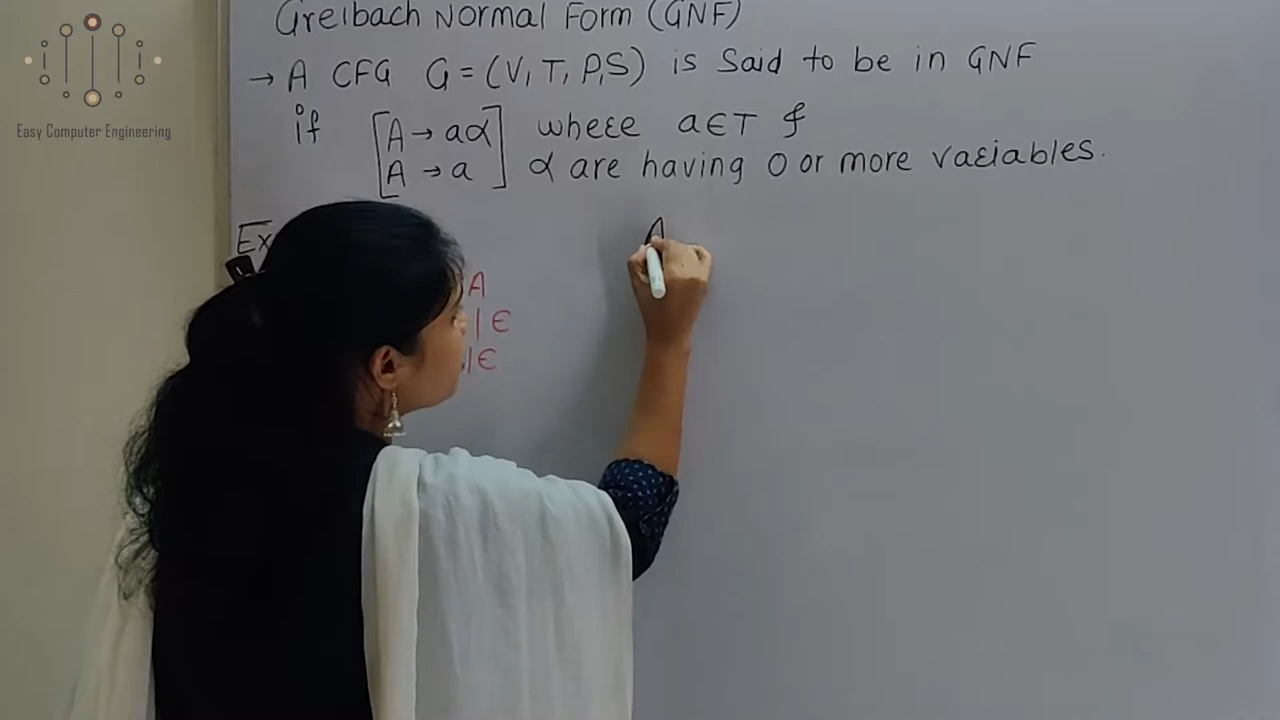 Greibach Normal Form (GNF)
→ A CFG G = (V, T, P, S) is Said to be in GNF
if [A → aα] where a ∈ T &
[A → a] α are having 0 or more variables.
Ex
A
A
| ∈
| ∈
Easy Computer Engineering